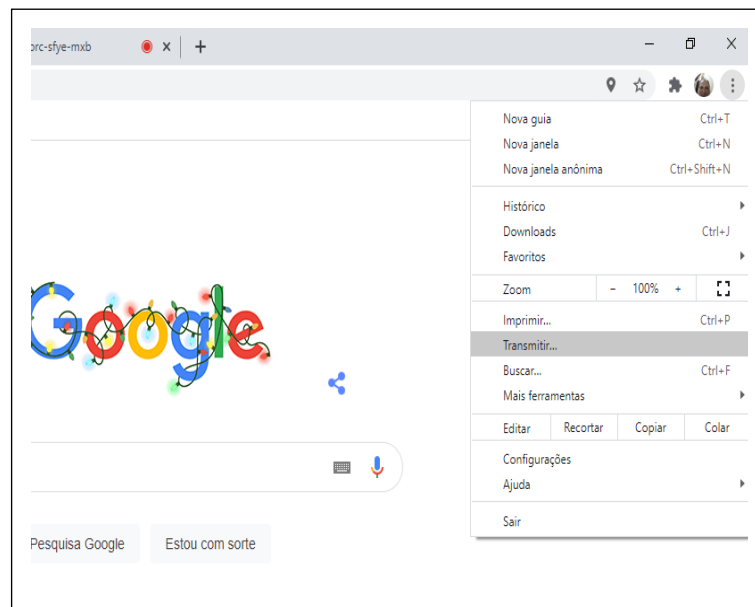 orc-sfye-mxb
Nova guia Ctrl+T
Nova janela Ctrl+N
Nova janela anônima Ctrl+Shift+N
Histórico
Downloads Ctrl+J
Favoritos
Zoom - 100% +
Imprimir... Ctrl+P
Transmitir...
Buscar... Ctrl+F
Mais ferramentas
Editar Recortar Copiar Colar
Configurações
Ajuda
Sair
Google
Pesquisa Google Estou com sorte